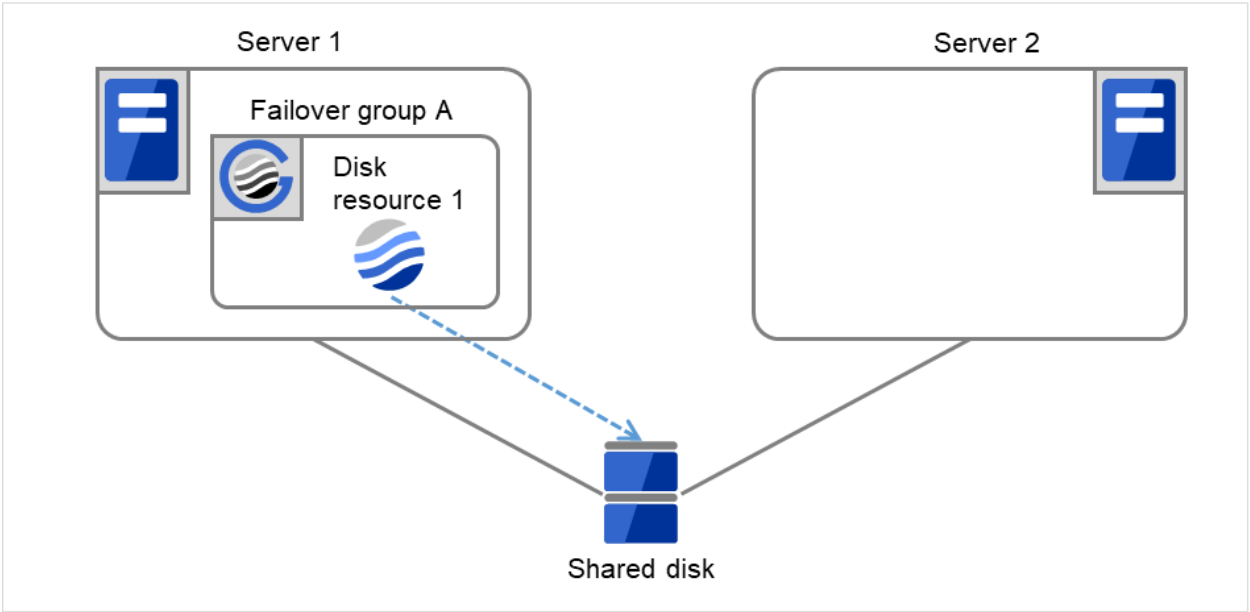 Server 1
Server 2
Failover group A
Disk
resource 1
Shared disk